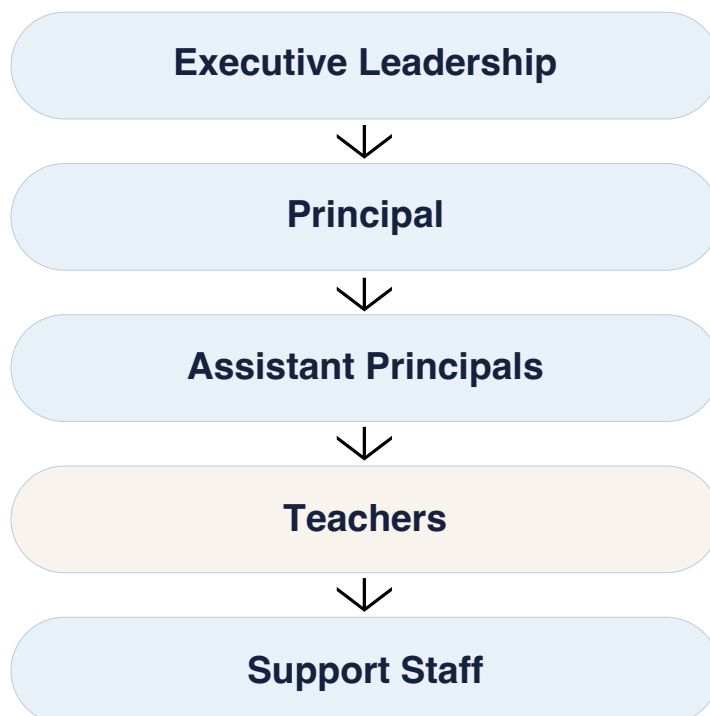 Executive Leadership
Principal
Assistant Principals
Teachers
Support Staff